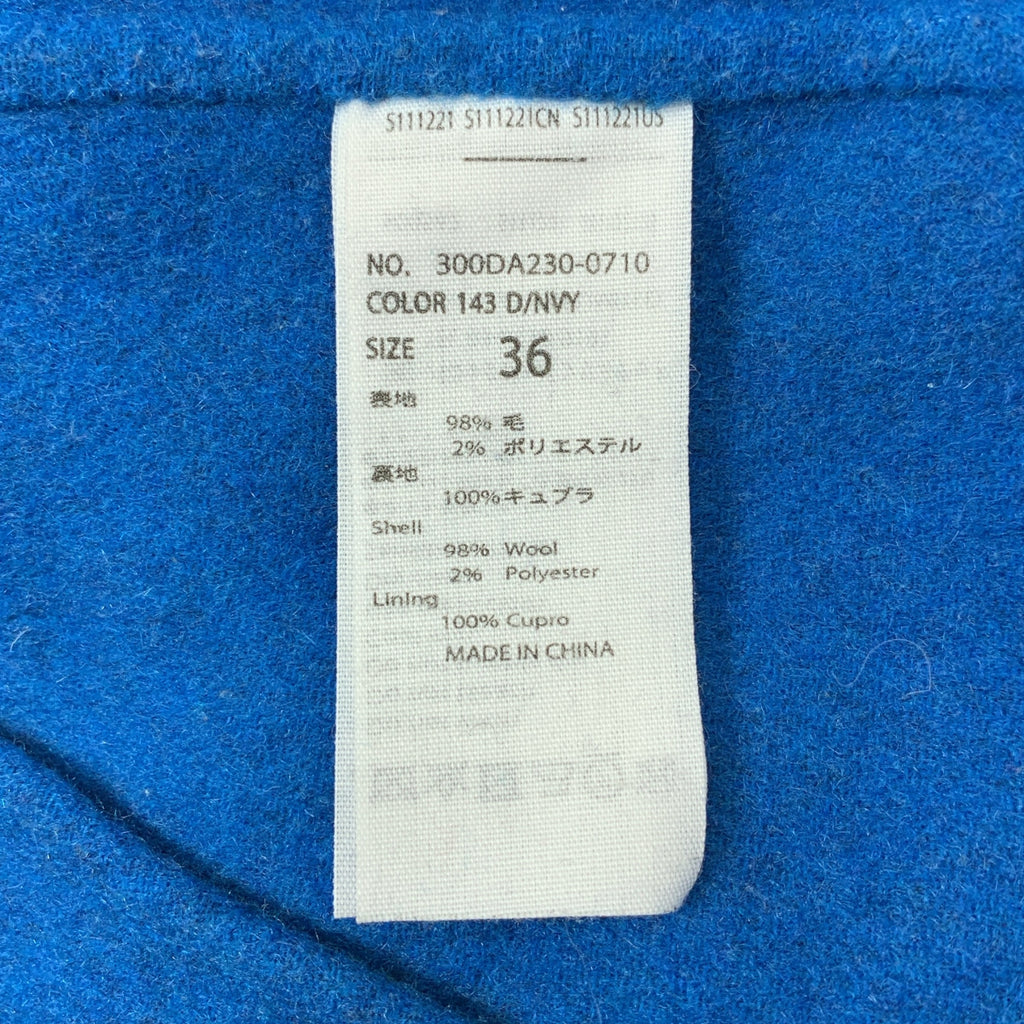 S111221 S111221CN S111221US
NO. 300DA230-0710
COLOR 143 D/NVY
SIZE 36
表地
98% 毛
2% ポリエステル
裏地
100%キュプラ
Shell
98% Wool
2% Polyester
Lining
100% Cupro
MADE IN CHINA